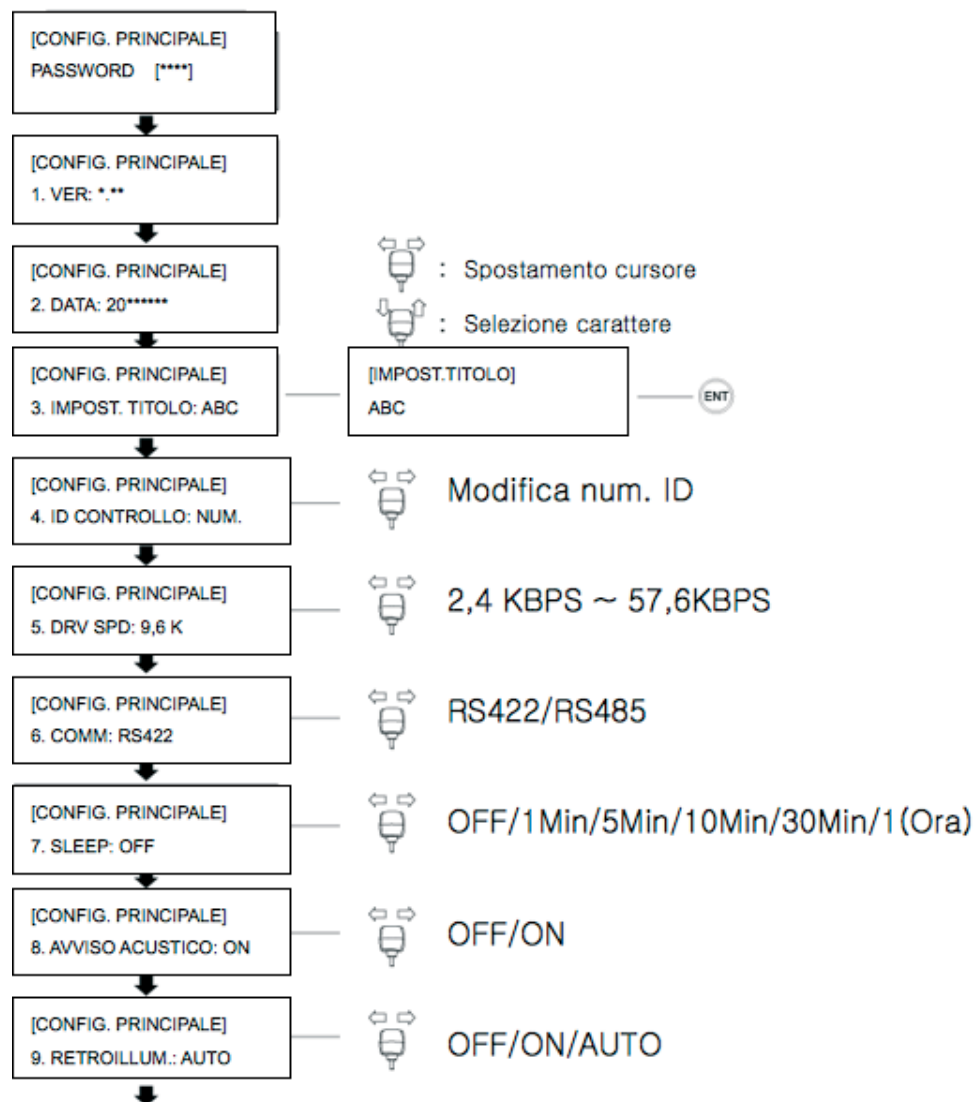 [CONFIG. PRINCIPALE]
PASSWORD [****]
[CONFIG. PRINCIPALE]
1. VER: *.**
[CONFIG. PRINCIPALE]
2. DATA: 20******
: Spostamento cursore
: Selezione carattere
[CONFIG. PRINCIPALE]
3. IMPOST. TITOLO: ABC
[IMPOST.TITOLO]
ABC
ENT
[CONFIG. PRINCIPALE]
4. ID CONTROLLO: NUM.
Modifica num. ID
[CONFIG. PRINCIPALE]
5. DRV SPD: 9,6 K
2,4 KBPS ~ 57,6KBPS
[CONFIG. PRINCIPALE]
6. COMM: RS422
RS422/RS485
[CONFIG. PRINCIPALE]
7. SLEEP: OFF
OFF/1Min/5Min/10Min/30Min/1(Ora)
[CONFIG. PRINCIPALE]
8. AVVISO ACUSTICO: ON
OFF/ON
[CONFIG. PRINCIPALE]
9. RETROILLUM.: AUTO
OFF/ON/AUTO